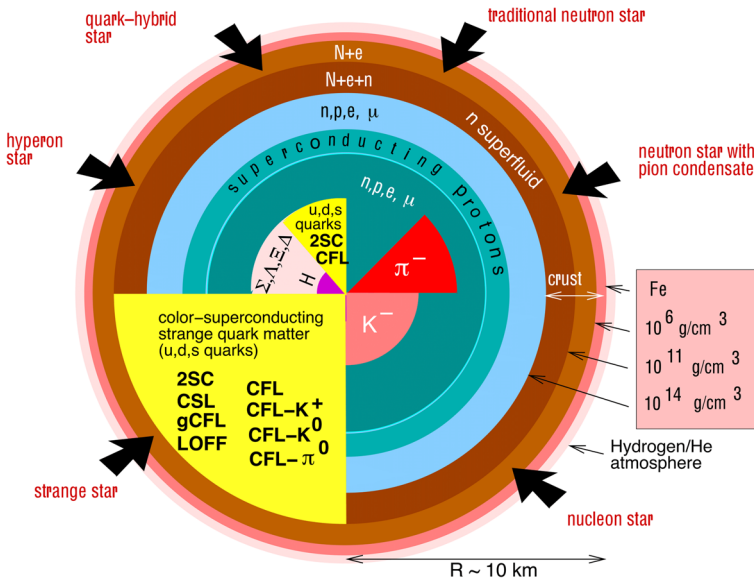 quark–hybrid
star
traditional neutron star
N+e
N+e+n
n,p,e, μ
n superfluid
hyperon
star
neutron star with
pion condensate
superconducting protons
n,p,e, μ
u,d,s
quarks
2SC
CFL
Σ,Λ,Ξ,Δ
H
π⁻
K⁻
crust
Fe
10⁶ g/cm³
10¹¹ g/cm³
10¹⁴ g/cm³
color–superconducting
strange quark matter
(u,d,s quarks)
2SC
CSL
gCFL
LOFF
CFL
CFL–K⁺
CFL–K⁰
CFL–π⁰
Hydrogen/He
atmosphere
strange star
nucleon star
R ~ 10 km